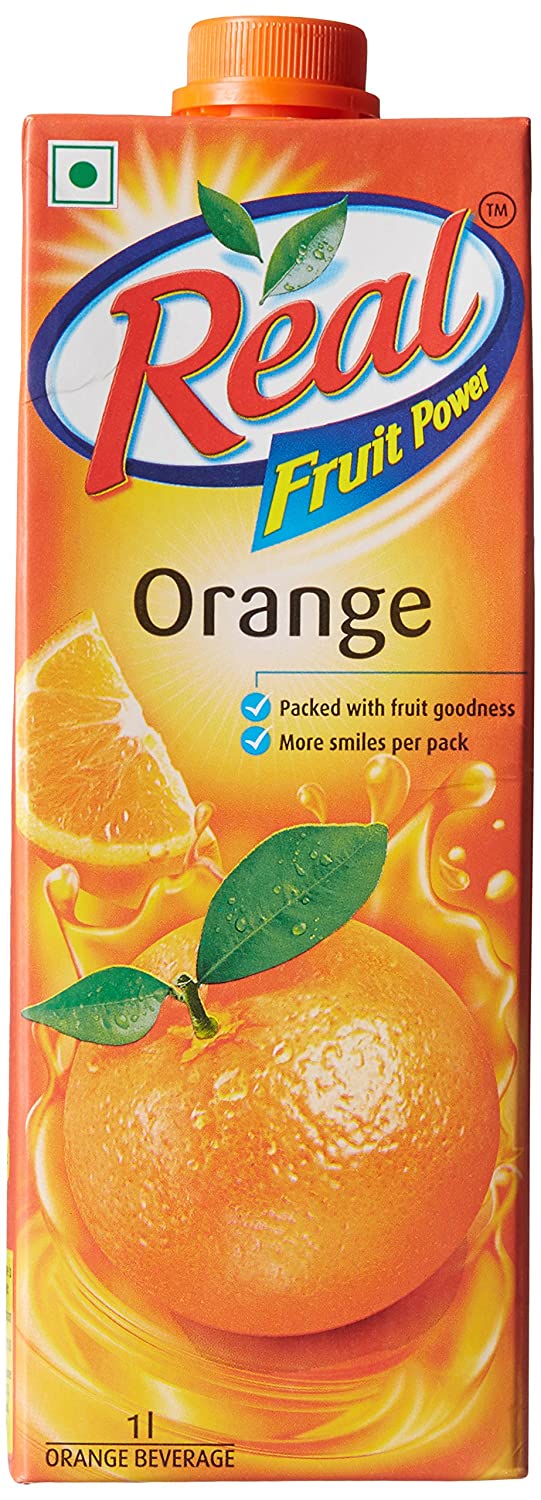 Real
TM
Fruit Power
Orange
Packed with fruit goodness
More smiles per pack
1l
ORANGE BEVERAGE